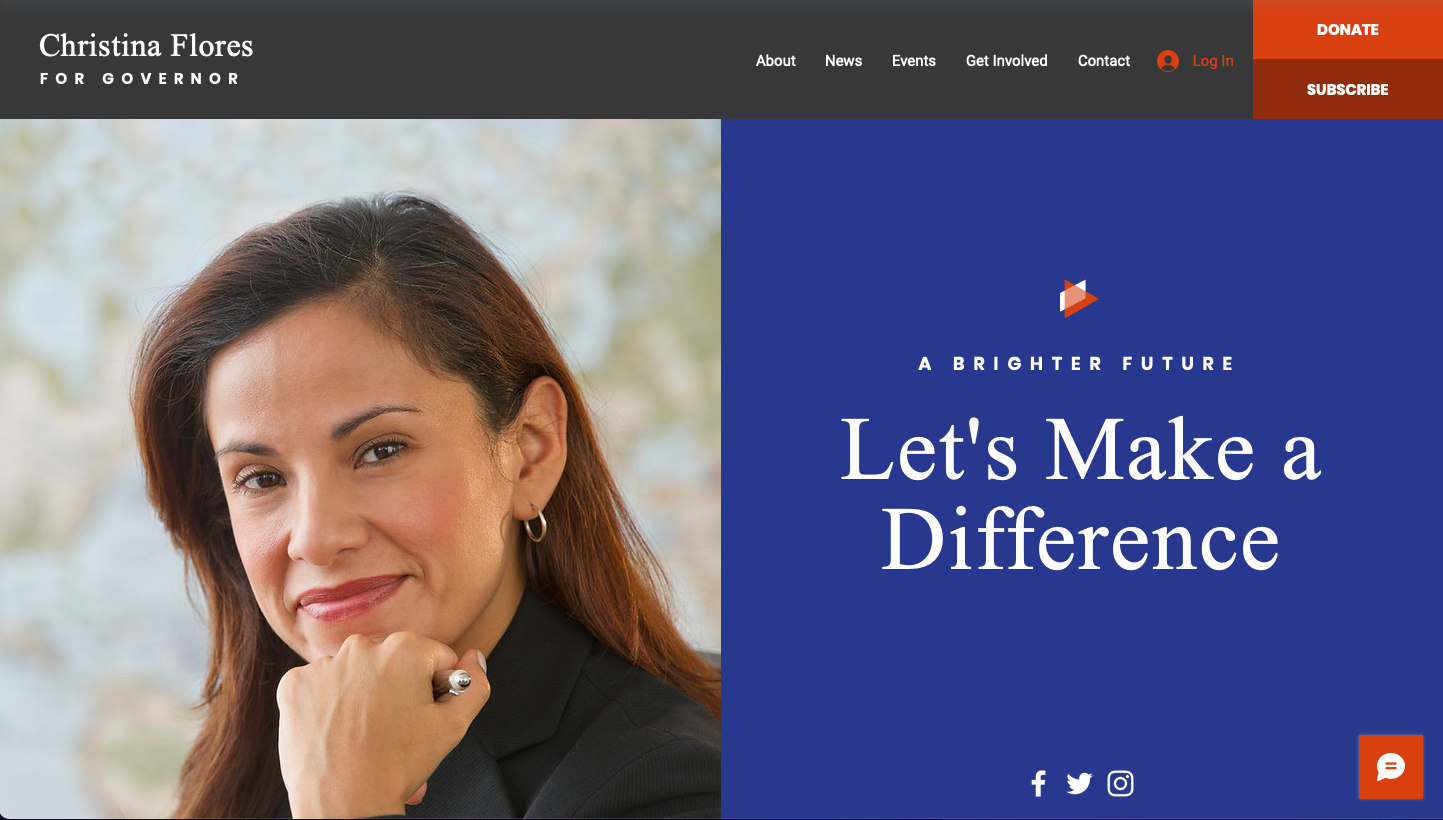 Christina Flores
FOR GOVERNOR
About News Events Get Involved Contact Log In
DONATE
SUBSCRIBE
A BRIGHTER FUTURE
Let's Make a
Difference